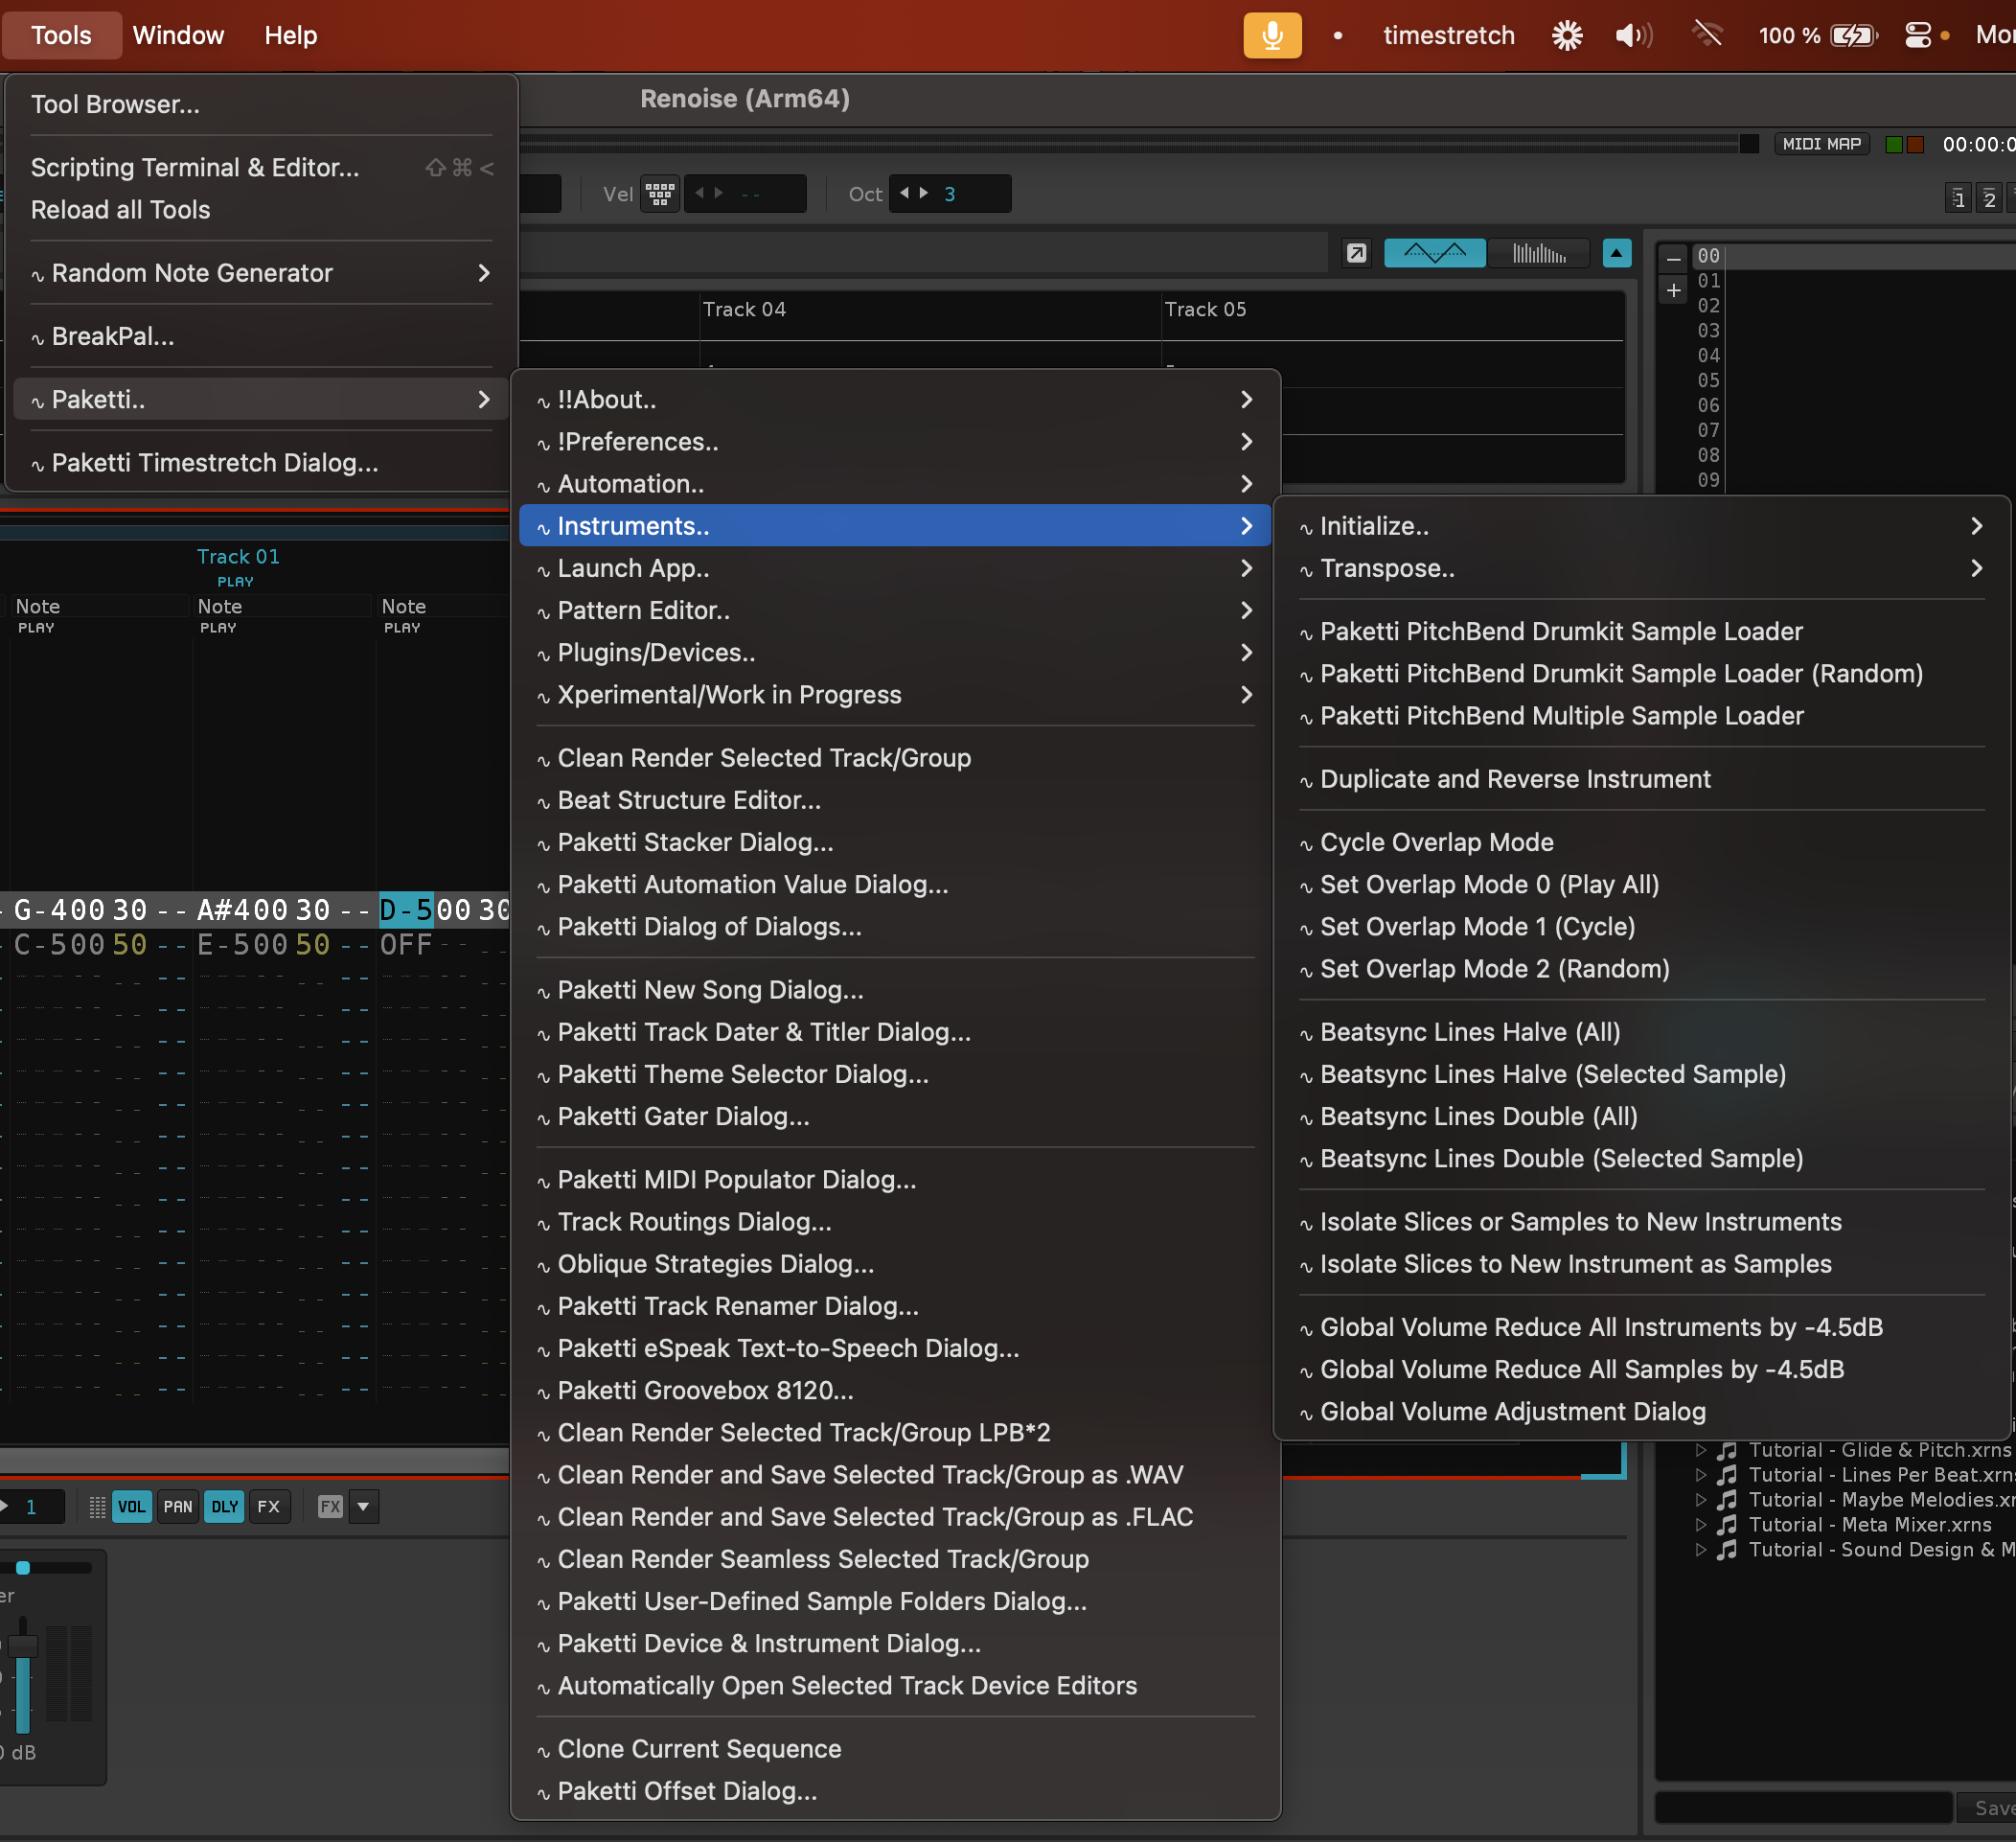 Tools Window Help timestretch 100 %
Renoise (Arm64)
Tool Browser...
Scripting Terminal & Editor... ⇧⌘<
Reload all Tools
Random Note Generator
BreakPal...
Paketti..
Paketti Timestretch Dialog...
MIDI MAP
Vel -- Oct 3
1 2
Track 04 Track 05
00
01
02
03
04
05
06
07
08
09
!!About..
!Preferences..
Automation..
Instruments..
Launch App..
Pattern Editor..
Plugins/Devices..
Xperimental/Work in Progress
Clean Render Selected Track/Group
Beat Structure Editor...
Paketti Stacker Dialog...
Paketti Automation Value Dialog...
Paketti Dialog of Dialogs...
Paketti New Song Dialog...
Paketti Track Dater & Titler Dialog...
Paketti Theme Selector Dialog...
Paketti Gater Dialog...
Paketti MIDI Populator Dialog...
Track Routings Dialog...
Oblique Strategies Dialog...
Paketti Track Renamer Dialog...
Paketti eSpeak Text-to-Speech Dialog...
Paketti Groovebox 8120...
Clean Render Selected Track/Group LPB*2
Clean Render and Save Selected Track/Group as .WAV
Clean Render and Save Selected Track/Group as .FLAC
Clean Render Seamless Selected Track/Group
Paketti User-Defined Sample Folders Dialog...
Paketti Device & Instrument Dialog...
Automatically Open Selected Track Device Editors
Clone Current Sequence
Paketti Offset Dialog...
Initialize..
Transpose..
Paketti PitchBend Drumkit Sample Loader
Paketti PitchBend Drumkit Sample Loader (Random)
Paketti PitchBend Multiple Sample Loader
Duplicate and Reverse Instrument
Cycle Overlap Mode
Set Overlap Mode 0 (Play All)
Set Overlap Mode 1 (Cycle)
Set Overlap Mode 2 (Random)
Beatsync Lines Halve (All)
Beatsync Lines Halve (Selected Sample)
Beatsync Lines Double (All)
Beatsync Lines Double (Selected Sample)
Isolate Slices or Samples to New Instruments
Isolate Slices to New Instrument as Samples
Global Volume Reduce All Instruments by -4.5dB
Global Volume Reduce All Samples by -4.5dB
Global Volume Adjustment Dialog
Track 01
PLAY
Note Note Note
PLAY PLAY PLAY
G-400 30 -- A#400 30 -- D-500 30
C-500 50 -- E-500 50 -- OFF
1 VOL PAN DLY FX FX
dB
Tutorial - Glide & Pitch.xrns
Tutorial - Lines Per Beat.xrn
Tutorial - Maybe Melodies.x
Tutorial - Meta Mixer.xrns
Tutorial - Sound Design & M
Save